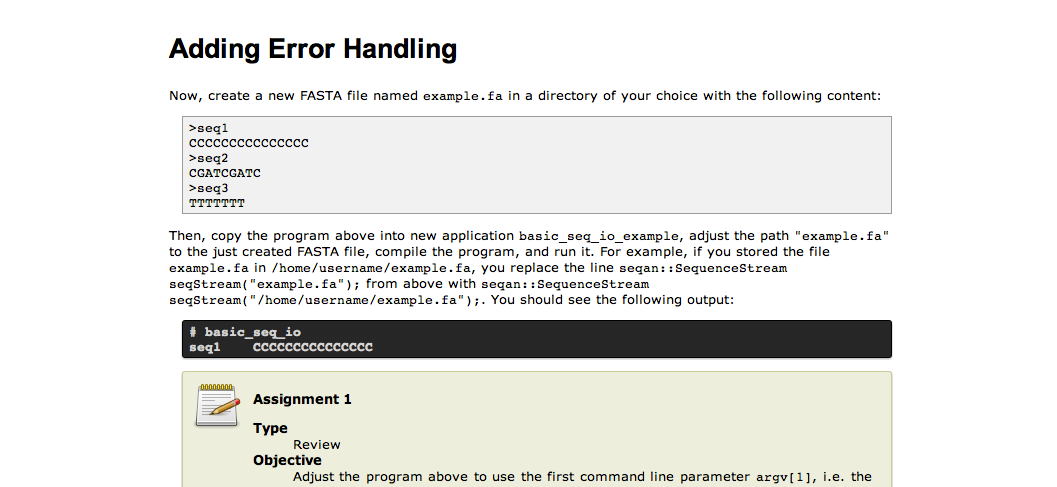 Adding Error Handling
Now, create a new FASTA file named example.fa in a directory of your choice with the following content:
>seq1
CCCCCCCCCCCCCCC
>seq2
CGATCGATC
>seq3
TTTTTTT
Then, copy the program above into new application basic_seq_io_example, adjust the path "example.fa"
to the just created FASTA file, compile the program, and run it. For example, if you stored the file
example.fa in /home/username/example.fa, you replace the line seqan::SequenceStream
seqStream("example.fa"); from above with seqan::SequenceStream
seqStream("/home/username/example.fa");. You should see the following output:
# basic_seq_io
seq1    CCCCCCCCCCCCCCC
Assignment 1
Type
Review
Objective
Adjust the program above to use the first command line parameter argv[1], i.e. the